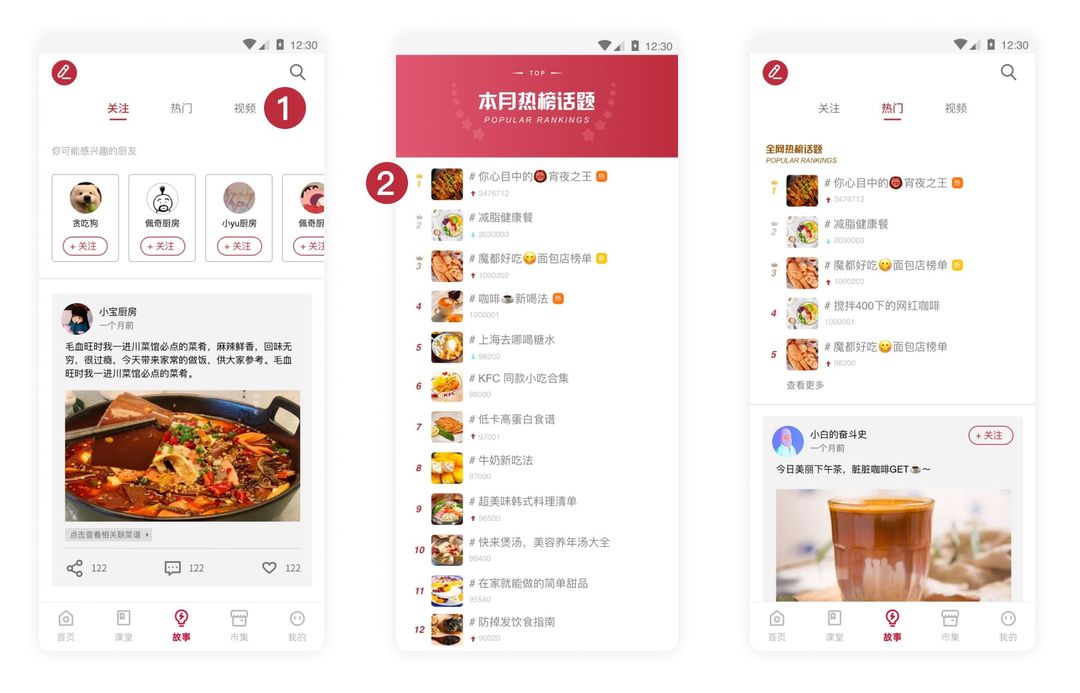 12:30
关注
热门
视频
1
你可能感兴趣的厨友
贪吃狗
佩奇厨房
小yu厨房
佩奇厨
+ 关注
+ 关注
+ 关注
+ 关
小宝厨房
一个月前
毛血旺时我一进川菜馆必点的菜肴，麻辣鲜香，回味无
穷，很过瘾，今天带来家常的做饭，供大家参考。毛血
旺时我一进川菜馆必点的菜肴。
点击查看相关联菜谱
122
122
122
首页
课堂
故事
市集
我的
12:30
TOP
本月热榜话题
POPULAR RANKINGS
2
1
# 你心目中的👹宵夜之王 热
3476712
2
# 减脂健康餐
2030003
3
# 魔都好吃😋面包店榜单 新
1000202
4
# 咖啡☕新喝法 热
1000001
5
# 上海去哪喝糖水
98200
6
# KFC 同款小吃合集
98000
7
# 低卡高蛋白食谱
97001
8
# 牛奶新吃法
97000
9
# 超美味韩式料理清单
96500
10
# 快来煲汤，美容养年汤大全
96400
11
# 在家就能做的简单甜品
95540
12
# 防掉发饮食指南
90020
12:30
关注
热门
视频
全网热榜话题
POPULAR RANKINGS
1
# 你心目中的👹宵夜之王 热
3476712
2
# 减脂健康餐
2030003
3
# 魔都好吃😋面包店榜单 新
1000202
4
# 搅拌400下的网红咖啡
1000001
5
# 魔都好吃😋面包店榜单
98200
查看更多
小白的奋斗史
一个月前
+ 关注
今日美丽下午茶，脏脏咖啡GET☕～
首页
课堂
故事
市集
我的